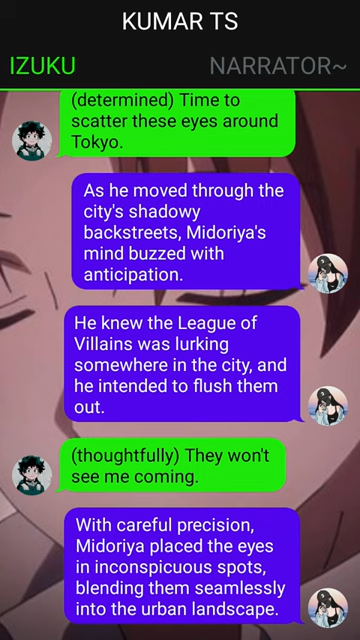 KUMAR TS
IZUKU NARRATOR~
(determined) Time to
scatter these eyes around
Tokyo.
As he moved through the
city's shadowy
backstreets, Midoriya's
mind buzzed with
anticipation.
He knew the League of
Villains was lurking
somewhere in the city, and
he intended to flush them
out.
(thoughtfully) They won't
see me coming.
With careful precision,
Midoriya placed the eyes
in inconspicuous spots,
blending them seamlessly
into the urban landscape.